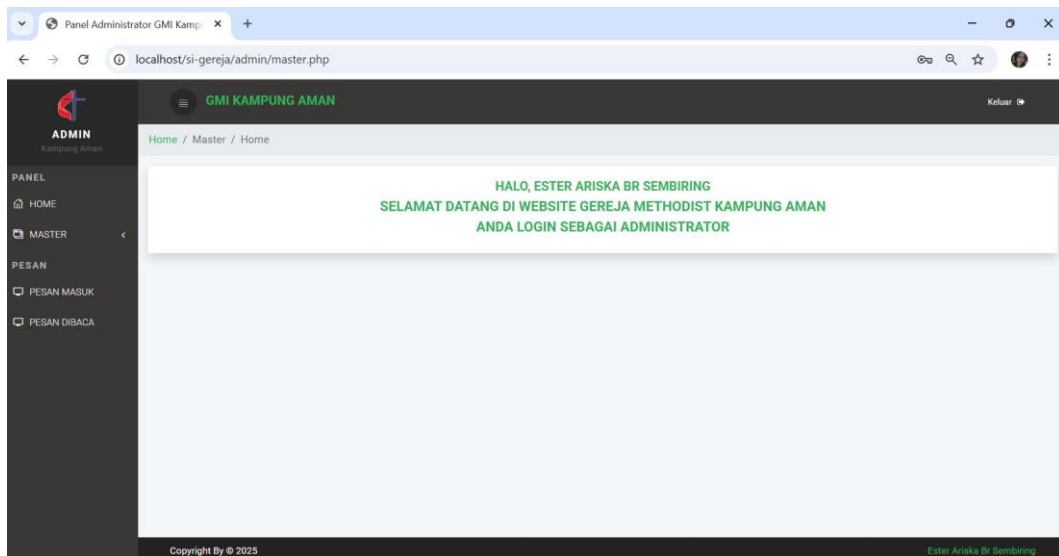 Panel Administrator GMI Kamp
localhost/si-gereja/admin/master.php
GMI KAMPUNG AMAN
Keluar
ADMIN
Kampung Aman
Home / Master / Home
PANEL
HOME
MASTER
PESAN
PESAN MASUK
PESAN DIBACA
HALO, ESTER ARISKA BR SEMBIRING
SELAMAT DATANG DI WEBSITE GEREJA METHODIST KAMPUNG AMAN
ANDA LOGIN SEBAGAI ADMINISTRATOR
Copyright By © 2025
Ester Ariska Br Sembiring